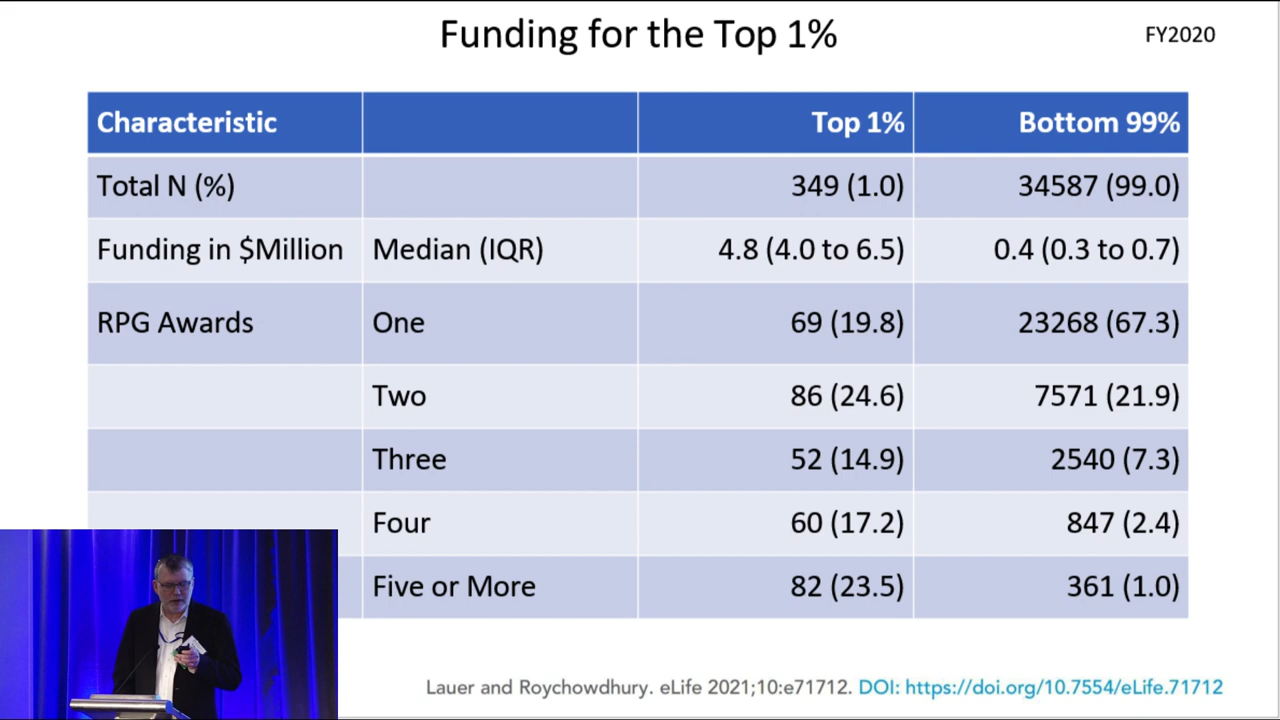 Funding for the Top 1%
FY2020
Characteristic Top 1% Bottom 99%
Total N (%) 349 (1.0) 34587 (99.0)
Funding in $Million Median (IQR) 4.8 (4.0 to 6.5) 0.4 (0.3 to 0.7)
RPG Awards One 69 (19.8) 23268 (67.3)
Two 86 (24.6) 7571 (21.9)
Three 52 (14.9) 2540 (7.3)
Four 60 (17.2) 847 (2.4)
Five or More 82 (23.5) 361 (1.0)
Lauer and Roychowdhury. eLife 2021;10:e71712. DOI: https://doi.org/10.7554/eLife.71712